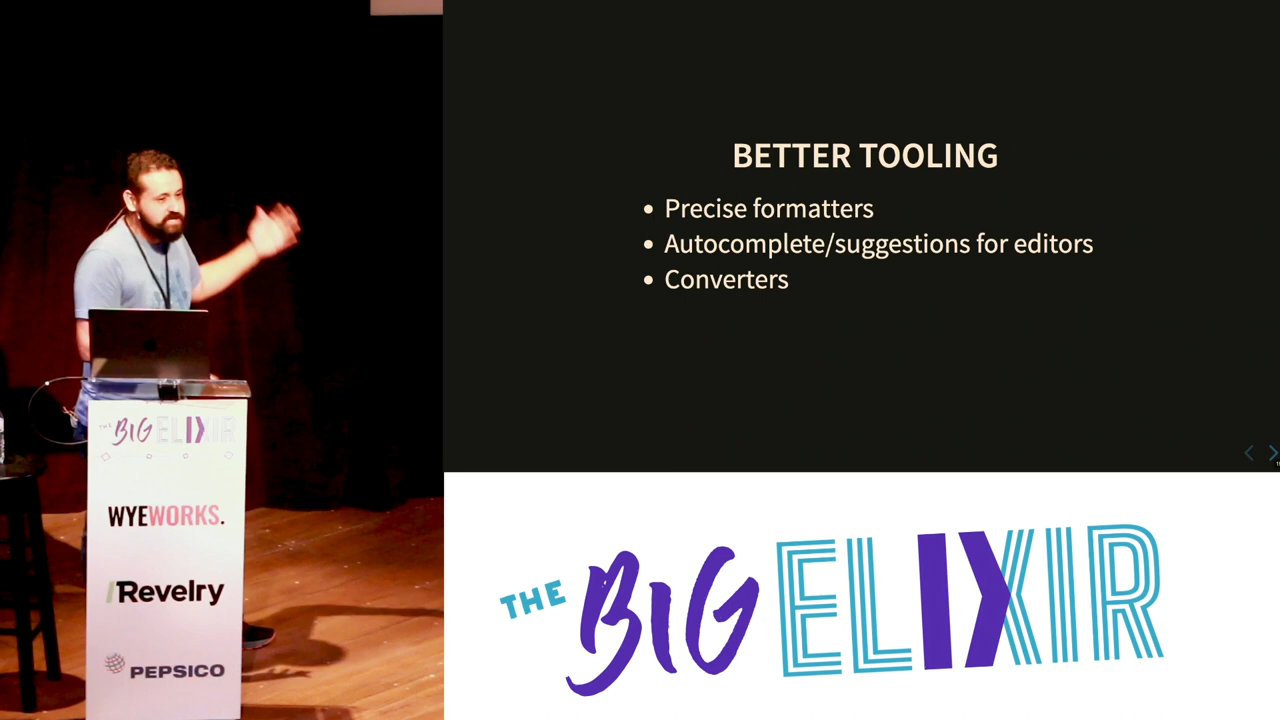 BETTER TOOLING
• Precise formatters
• Autocomplete/suggestions for editors
• Converters
THE BIG ELIXIR
WYEWORKS.
Revelry
PEPSICO
THE BIG ELIXIR